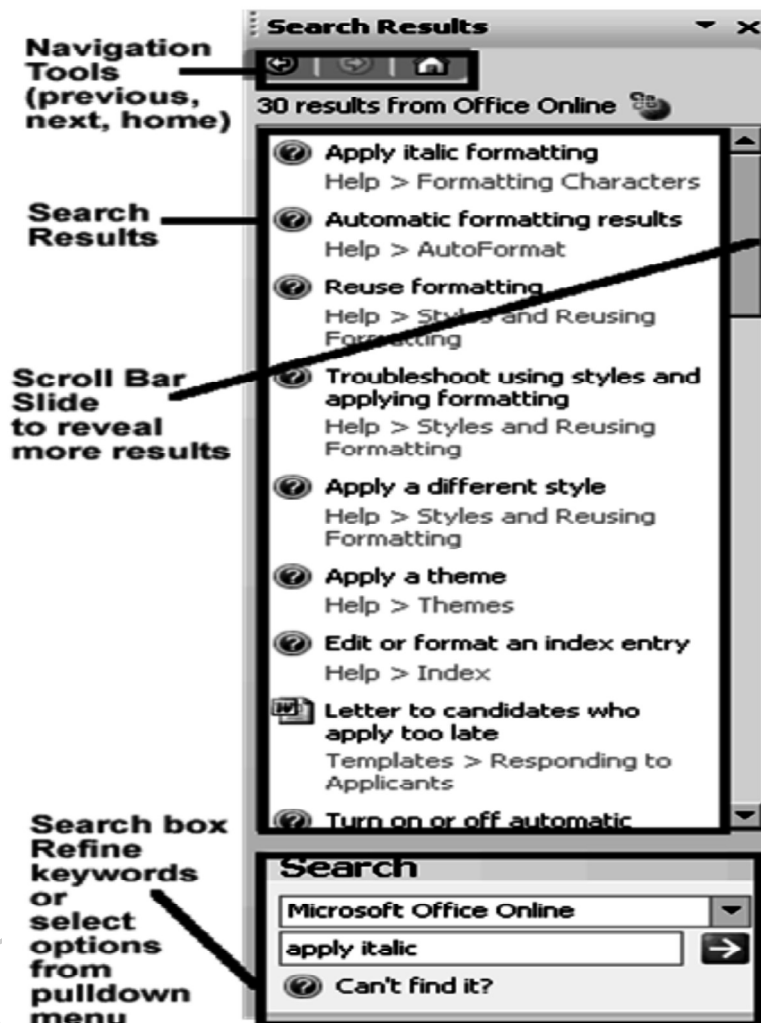 Search Results
Navigation
Tools
(previous,
next, home)
30 results from Office Online
Apply italic formatting
Help > Formatting Characters
Search
Results
Automatic formatting results
Help > AutoFormat
Reuse formatting
Help > Styles and Reusing
Formatting
Scroll Bar
Slide
to reveal
more results
Troubleshoot using styles and
applying formatting
Help > Styles and Reusing
Formatting
Apply a different style
Help > Styles and Reusing
Formatting
Apply a theme
Help > Themes
Edit or format an index entry
Help > Index
Letter to candidates who
apply too late
Templates > Responding to
Applicants
Turn on or off automatic
Search box
Refine
keywords
or
select
options
from
pulldown
menu
Search
Microsoft Office Online
apply italic
Can't find it?